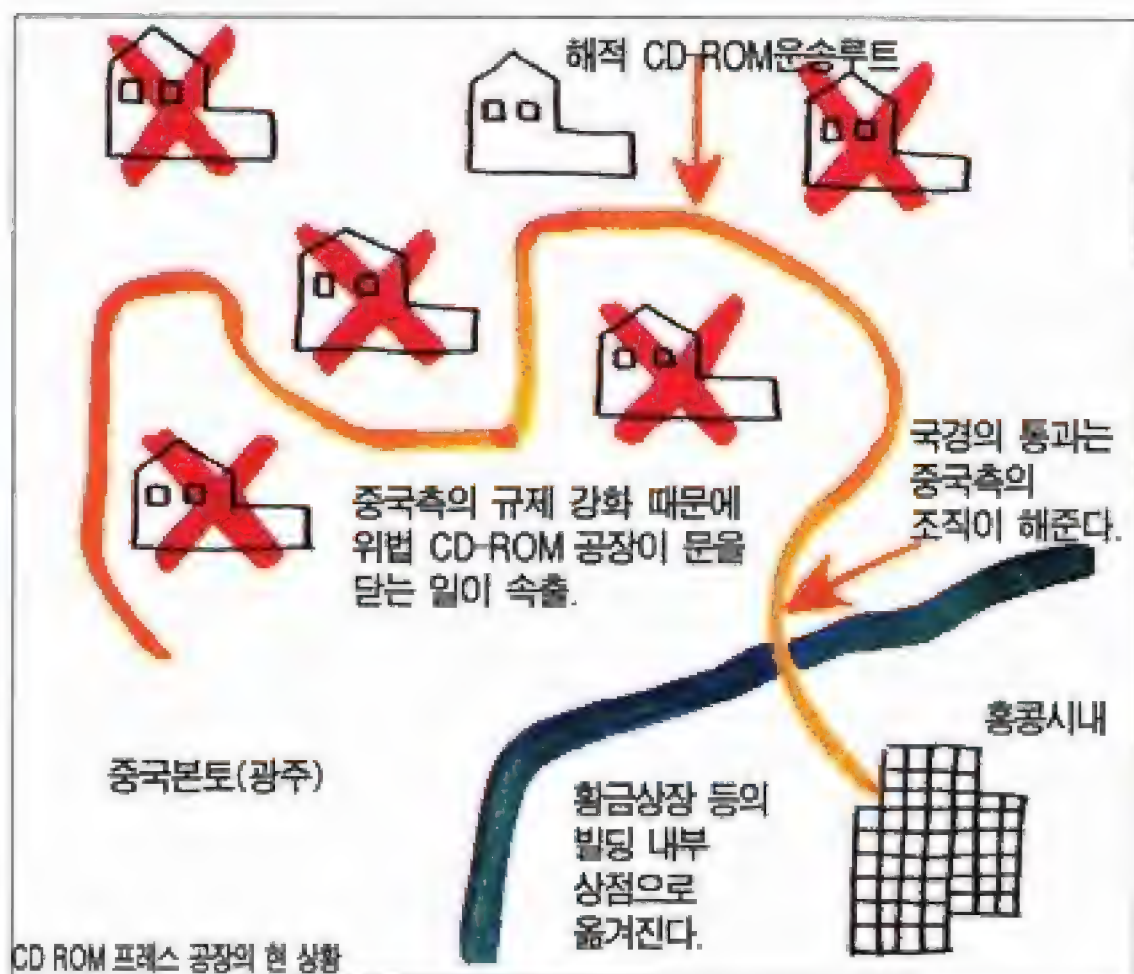 해적 CD-ROM운송루트
국경의 통과는
중국측의
조직이 해준다.
중국측의 규제 강화 때문에
위법 CD-ROM 공장이 문을
닫는 일이 속출.
홍콩시내
중국본토(광주)
황금상장 등의
빌딩 내부
상점으로
옮겨진다.
CD ROM 프레스 공장의 현 상황